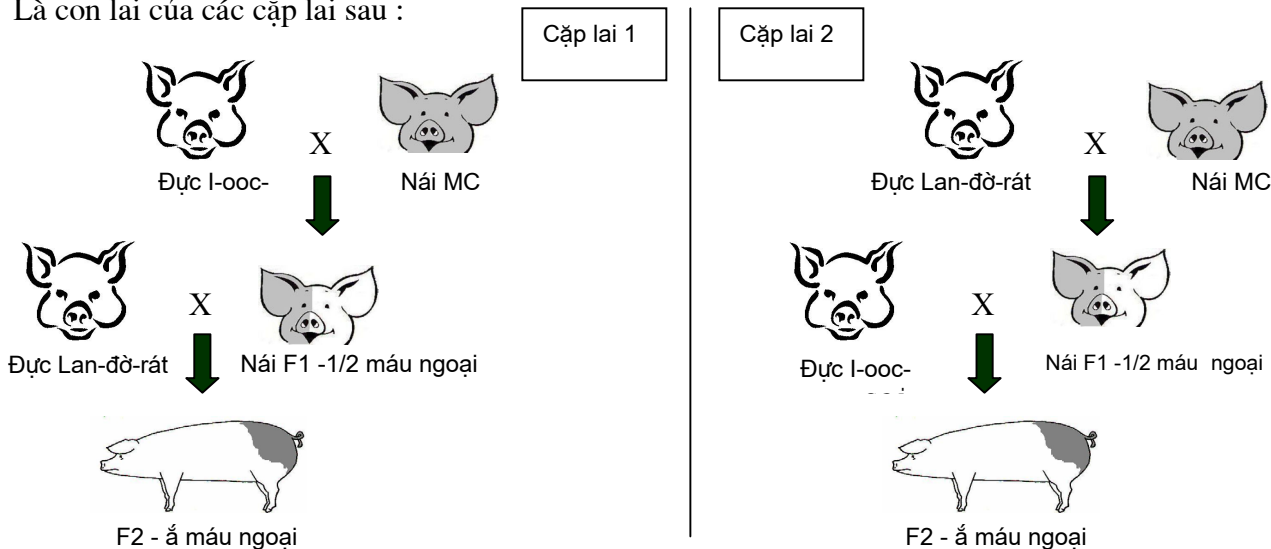 Là con lai của các cặp lai sau :
Cặp lai 1
X
Đực I-ooc-
Nái MC
X
Đực Lan-đờ-rát
Nái F1 -1/2 máu ngoại
F2 - ắ máu ngoại
Cặp lai 2
X
Đực Lan-đờ-rát
Nái MC
X
Đực I-ooc-
Nái F1 -1/2 máu ngoại
F2 - ắ máu ngoại